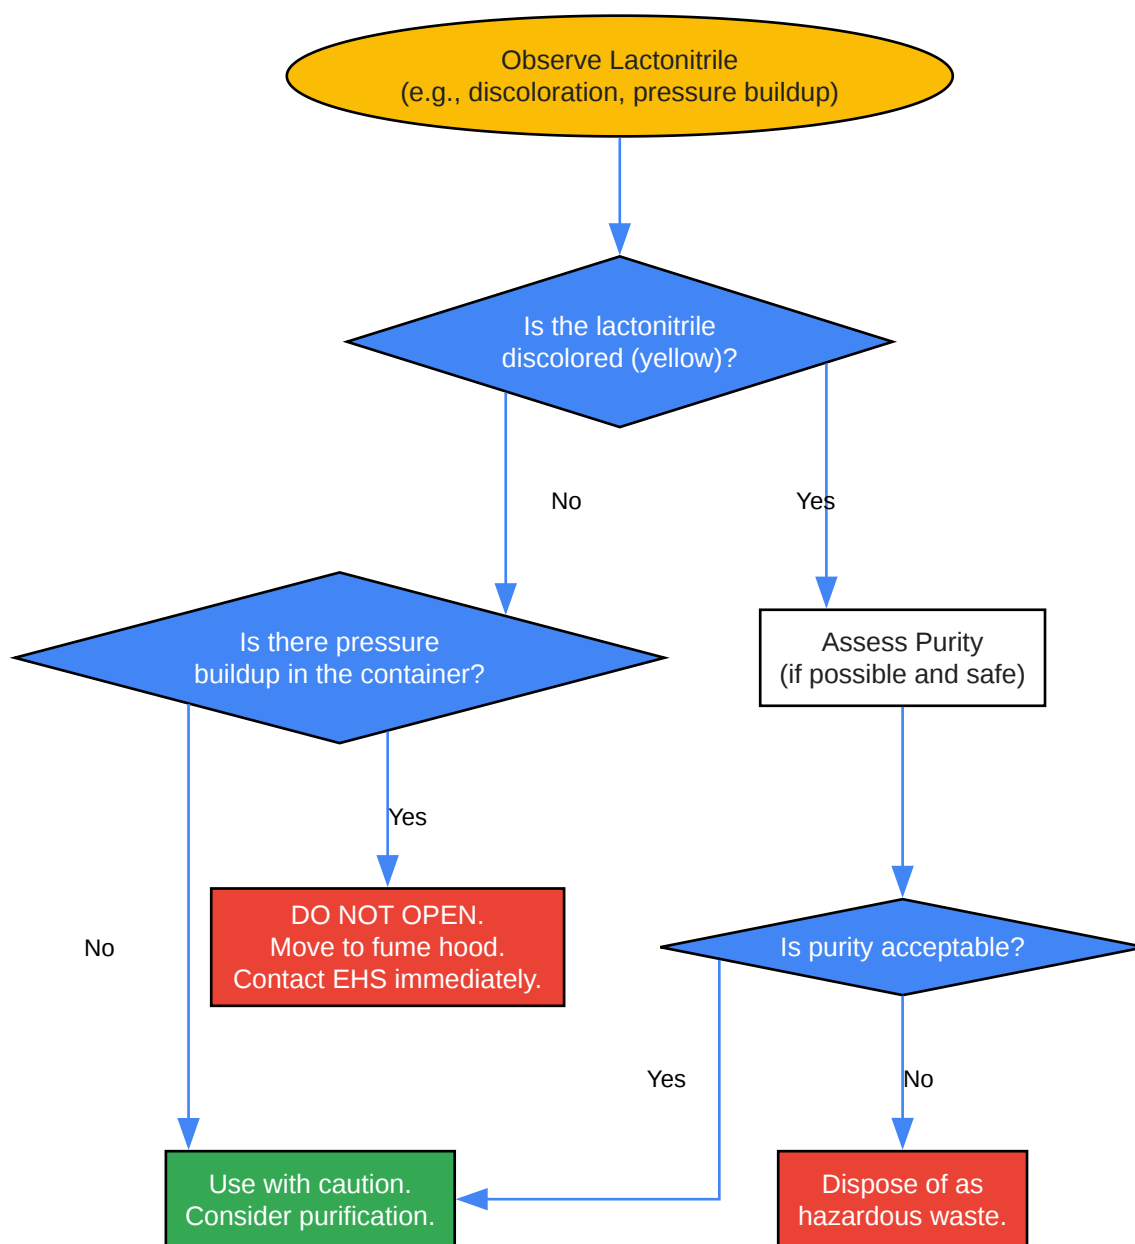 Observe Lactonitrile
(e.g., discoloration, pressure buildup)
Is the lactonitrile
discolored (yellow)?
No
Yes
Is there pressure
buildup in the container?
Assess Purity
(if possible and safe)
Yes
DO NOT OPEN.
Move to fume hood.
Contact EHS immediately.
No
Is purity acceptable?
Yes
No
Use with caution.
Consider purification.
Dispose of as
hazardous waste.